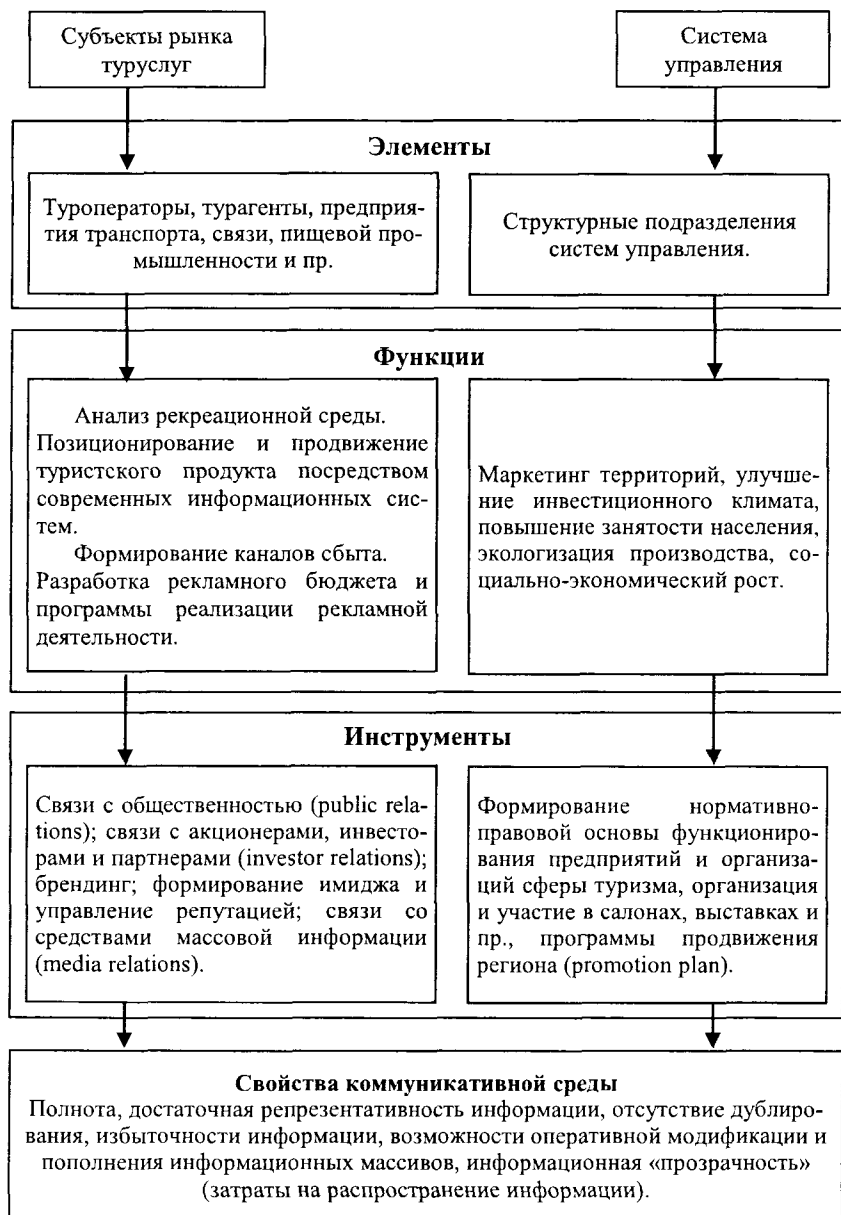 Субъекты рынка
туруслуг
Система
управления
Элементы
Туроператоры, турагенты, предприя-
тия транспорта, связи, пищевой про-
мышленности и пр.
Структурные подразделения
систем управления.
Функции
Анализ рекреационной среды.
Позиционирование и продвижение
туристского продукта посредством
современных информационных сис-
тем.
Формирование каналов сбыта.
Разработка рекламного бюджета и
программы реализации рекламной
деятельности.
Маркетинг территорий, улучше-
ние инвестиционного климата,
повышение занятости населения,
экологизация производства, со-
циально-экономический рост.
Инструменты
Связи с общественностью (public rela-
tions); связи с акционерами, инвесто-
рами и партнерами (investor relations);
брендинг; формирование имиджа и
управление репутацией; связи со
средствами массовой информации
(media relations).
Формирование нормативно-
правовой основы функциониро-
вания предприятий и организа-
ций сферы туризма, организация
и участие в салонах, выставках и
пр., программы продвижения
региона (promotion plan).
Свойства коммуникативной среды
Полнота, достаточная репрезентативность информации, отсутствие дублиро-
вания, избыточности информации, возможности оперативной модификации и
пополнения информационных массивов, информационная «прозрачность»
(затраты на распространение информации).